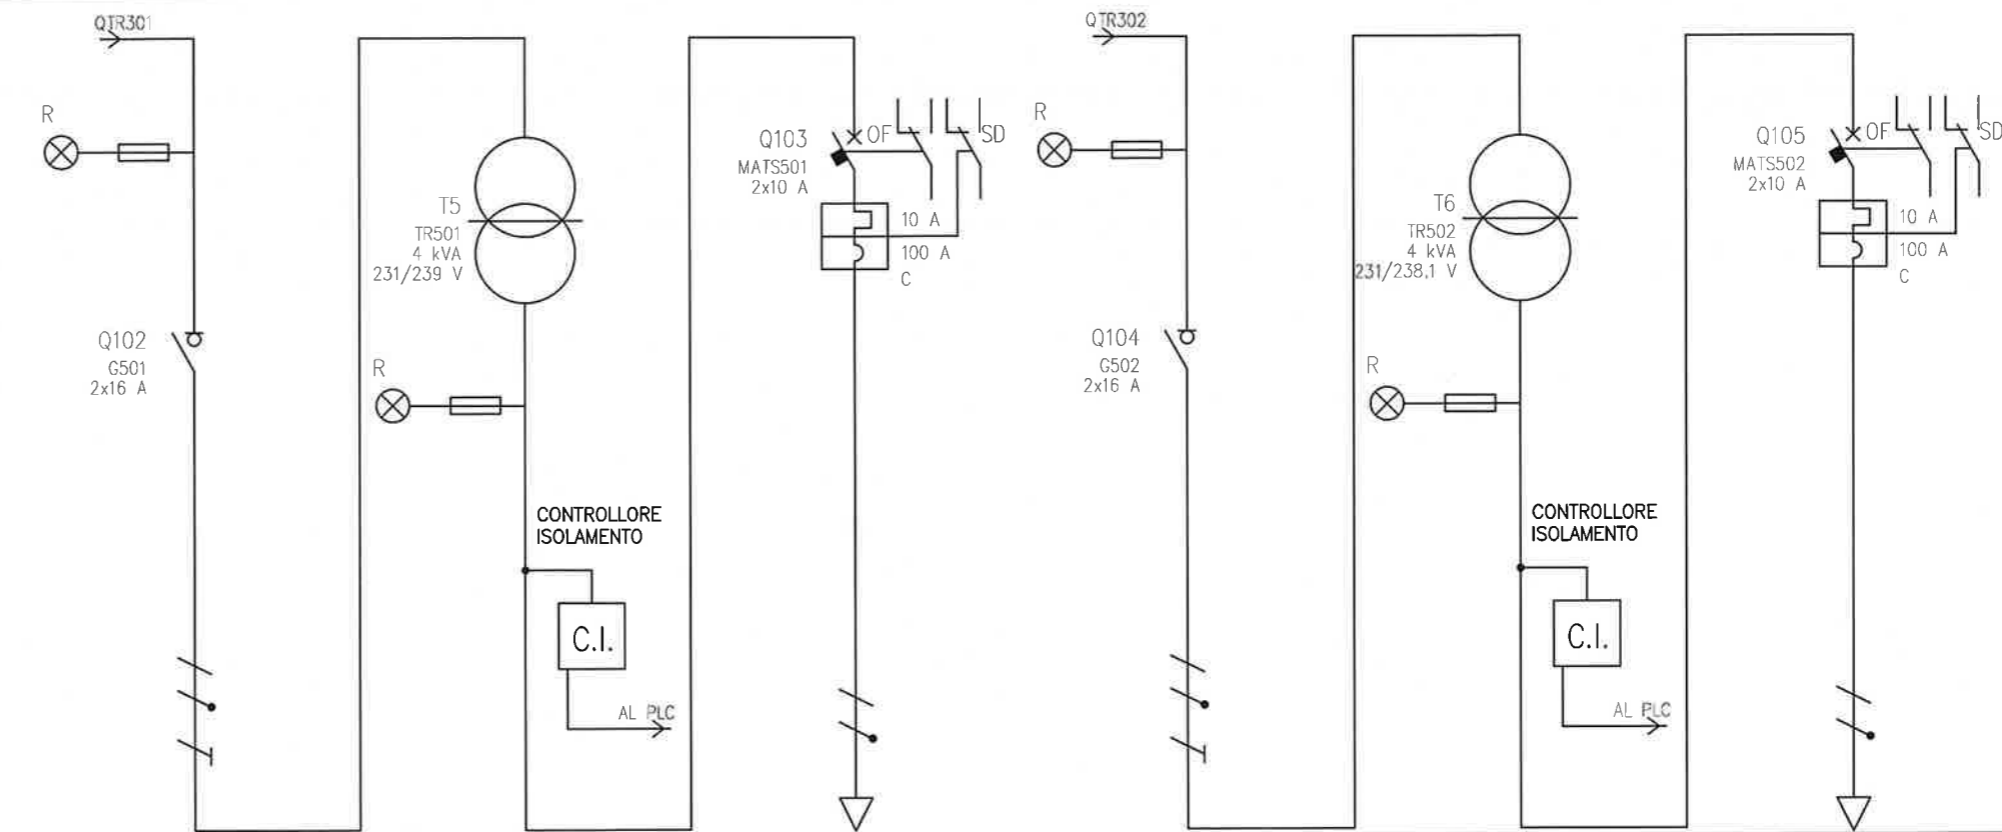 QTR301
R
Q102
G501
2x16 A
T5
TR501
4 kVA
231/239 V
R
CONTROLLORE
ISOLAMENTO
C.I.
AL PLC
Q103
MATS501
2x10 A
OF
SD
10 A
100 A
C
QTR302
R
Q104
G502
2x16 A
T6
TR502
4 kVA
231/238.1 V
R
CONTROLLORE
ISOLAMENTO
C.I.
AL PLC
Q105
MATS502
2x10 A
OF
SD
10 A
100 A
C